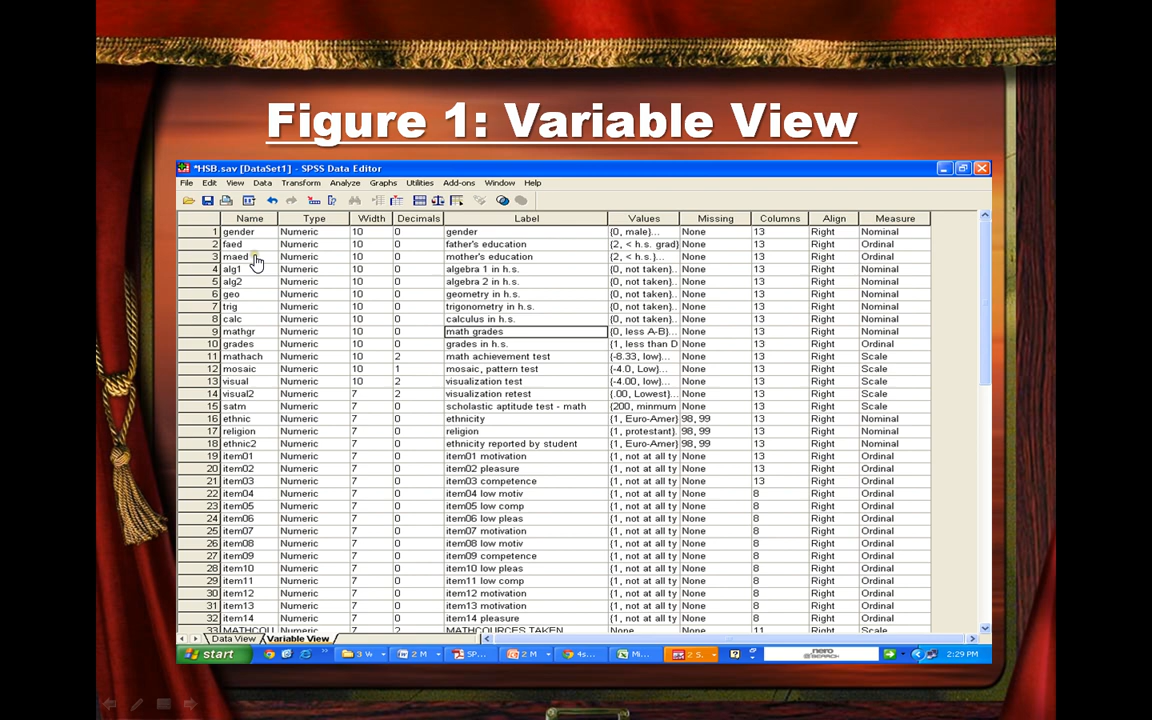 Figure 1: Variable View
*HSB.sav [DataSet1] - SPSS Data Editor
File Edit View Data Transform Analyze Graphs Utilities Add-ons Window Help
Name Type Width Decimals Label Values Missing Columns Align Measure
1 gender Numeric 10 0 gender {0, male}... None 13 Right Nominal
2 faed Numeric 10 0 father's education {2, < h.s. grad} None 13 Right Ordinal
3 maed Numeric 10 0 mother's education {2, < h.s.}... None 13 Right Ordinal
4 alg1 Numeric 10 0 algebra 1 in h.s. {0, not taken}.. None 13 Right Nominal
5 alg2 Numeric 10 0 algebra 2 in h.s. {0, not taken}.. None 13 Right Nominal
6 geo Numeric 10 0 geometry in h.s. {0, not taken}.. None 13 Right Nominal
7 trig Numeric 10 0 trigonometry in h.s. {0, not taken}.. None 13 Right Nominal
8 calc Numeric 10 0 calculus in h.s. {0, not taken}.. None 13 Right Nominal
9 mathgr Numeric 10 0 math grades {0, less A-B}... None 13 Right Nominal
10 grades Numeric 10 0 grades in h.s. {1, less than D None 13 Right Ordinal
11 mathach Numeric 10 2 math achievement test {-8.33, low}... None 13 Right Scale
12 mosaic Numeric 10 1 mosaic, pattern test {-4.0, Low}... None 13 Right Scale
13 visual Numeric 10 2 visualization test {-4.00, low}... None 13 Right Scale
14 visual2 Numeric 7 2 visualization retest {.00, Lowest}... None 13 Right Scale
15 satm Numeric 7 0 scholastic aptitude test - math {200, minmum None 13 Right Scale
16 ethnic Numeric 7 0 ethnicity {1, Euro-Amer} 98, 99 13 Right Nominal
17 religion Numeric 7 0 religion {1, protestant}. 98, 99 13 Right Nominal
18 ethnic2 Numeric 7 0 ethnicity reported by student {1, Euro-Amer} 98, 99 13 Right Nominal
19 item01 Numeric 7 0 item01 motivation {1, not at all ty None 13 Right Ordinal
20 item02 Numeric 7 0 item02 pleasure {1, not at all ty None 13 Right Ordinal
21 item03 Numeric 7 0 item03 competence {1, not at all ty None 13 Right Ordinal
22 item04 Numeric 7 0 item04 low motiv {1, not at all ty None 8 Right Ordinal
23 item05 Numeric 7 0 item05 low comp {1, not at all ty None 8 Right Ordinal
24 item06 Numeric 7 0 item06 low pleas {1, not at all ty None 8 Right Ordinal
25 item07 Numeric 7 0 item07 motivation {1, not at all ty None 8 Right Ordinal
26 item08 Numeric 7 0 item08 low motiv {1, not at all ty None 8 Right Ordinal
27 item09 Numeric 7 0 item09 competence {1, not at all ty None 8 Right Ordinal
28 item10 Numeric 7 0 item10 low pleas {1, not at all ty None 8 Right Ordinal
29 item11 Numeric 7 0 item11 low comp {1, not at all ty None 8 Right Ordinal
30 item12 Numeric 7 0 item12 motivation {1, not at all ty None 8 Right Ordinal
31 item13 Numeric 7 0 item13 motivation {1, not at all ty None 8 Right Ordinal
32 item14 Numeric 7 0 item14 pleasure {1, not at all ty None 8 Right Ordinal
33 MATHCOU Numeric 7 2 MATHCOURCES TAKEN None None 11 Right Scale
Data View Variable View
start 3 W 2 M SP... 2 M 4s... Mi... 2 S. nero SEARCH 2:29 PM